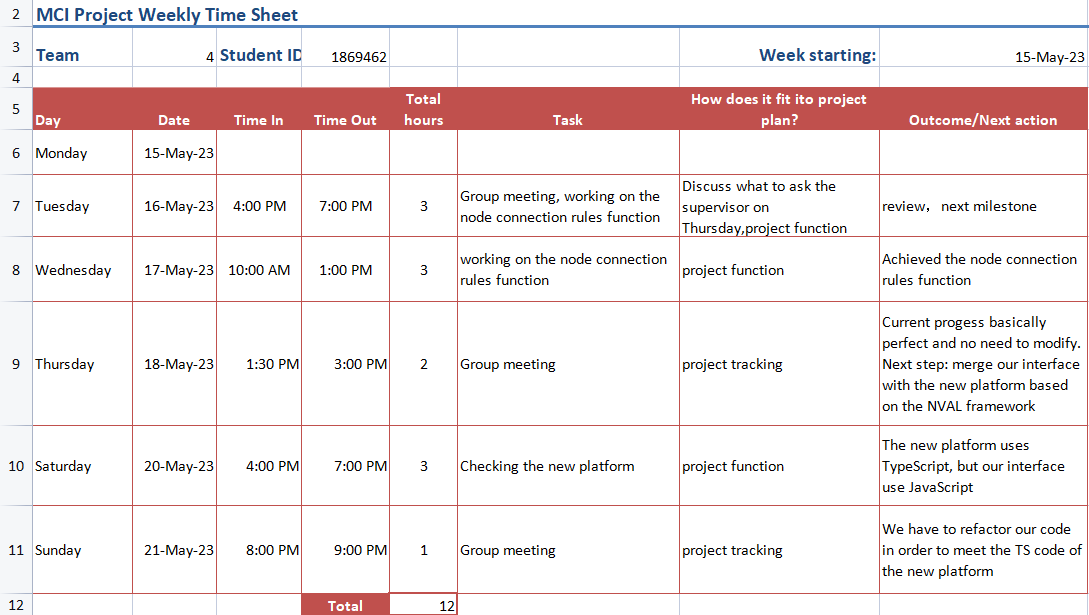 2 MCI Project Weekly Time Sheet
3 Team 4 Student ID 1869462 Week starting: 15-May-23
4
5 Day Date Time In Time Out Total hours Task How does it fit ito project plan? Outcome/Next action
6 Monday 15-May-23
7 Tuesday 16-May-23 4:00 PM 7:00 PM 3 Group meeting, working on the node connection rules function Discuss what to ask the supervisor on Thursday,project function review，next milestone
8 Wednesday 17-May-23 10:00 AM 1:00 PM 3 working on the node connection rules function project function Achieved the node connection rules function
9 Thursday 18-May-23 1:30 PM 3:00 PM 2 Group meeting project tracking Current progess basically perfect and no need to modify. Next step: merge our interface with the new platform based on the NVAL framework
10 Saturday 20-May-23 4:00 PM 7:00 PM 3 Checking the new platform project function The new platform uses TypeScript, but our interface use JavaScript
11 Sunday 21-May-23 8:00 PM 9:00 PM 1 Group meeting project tracking We have to refactor our code in order to meet the TS code of the new platform
12 Total 12